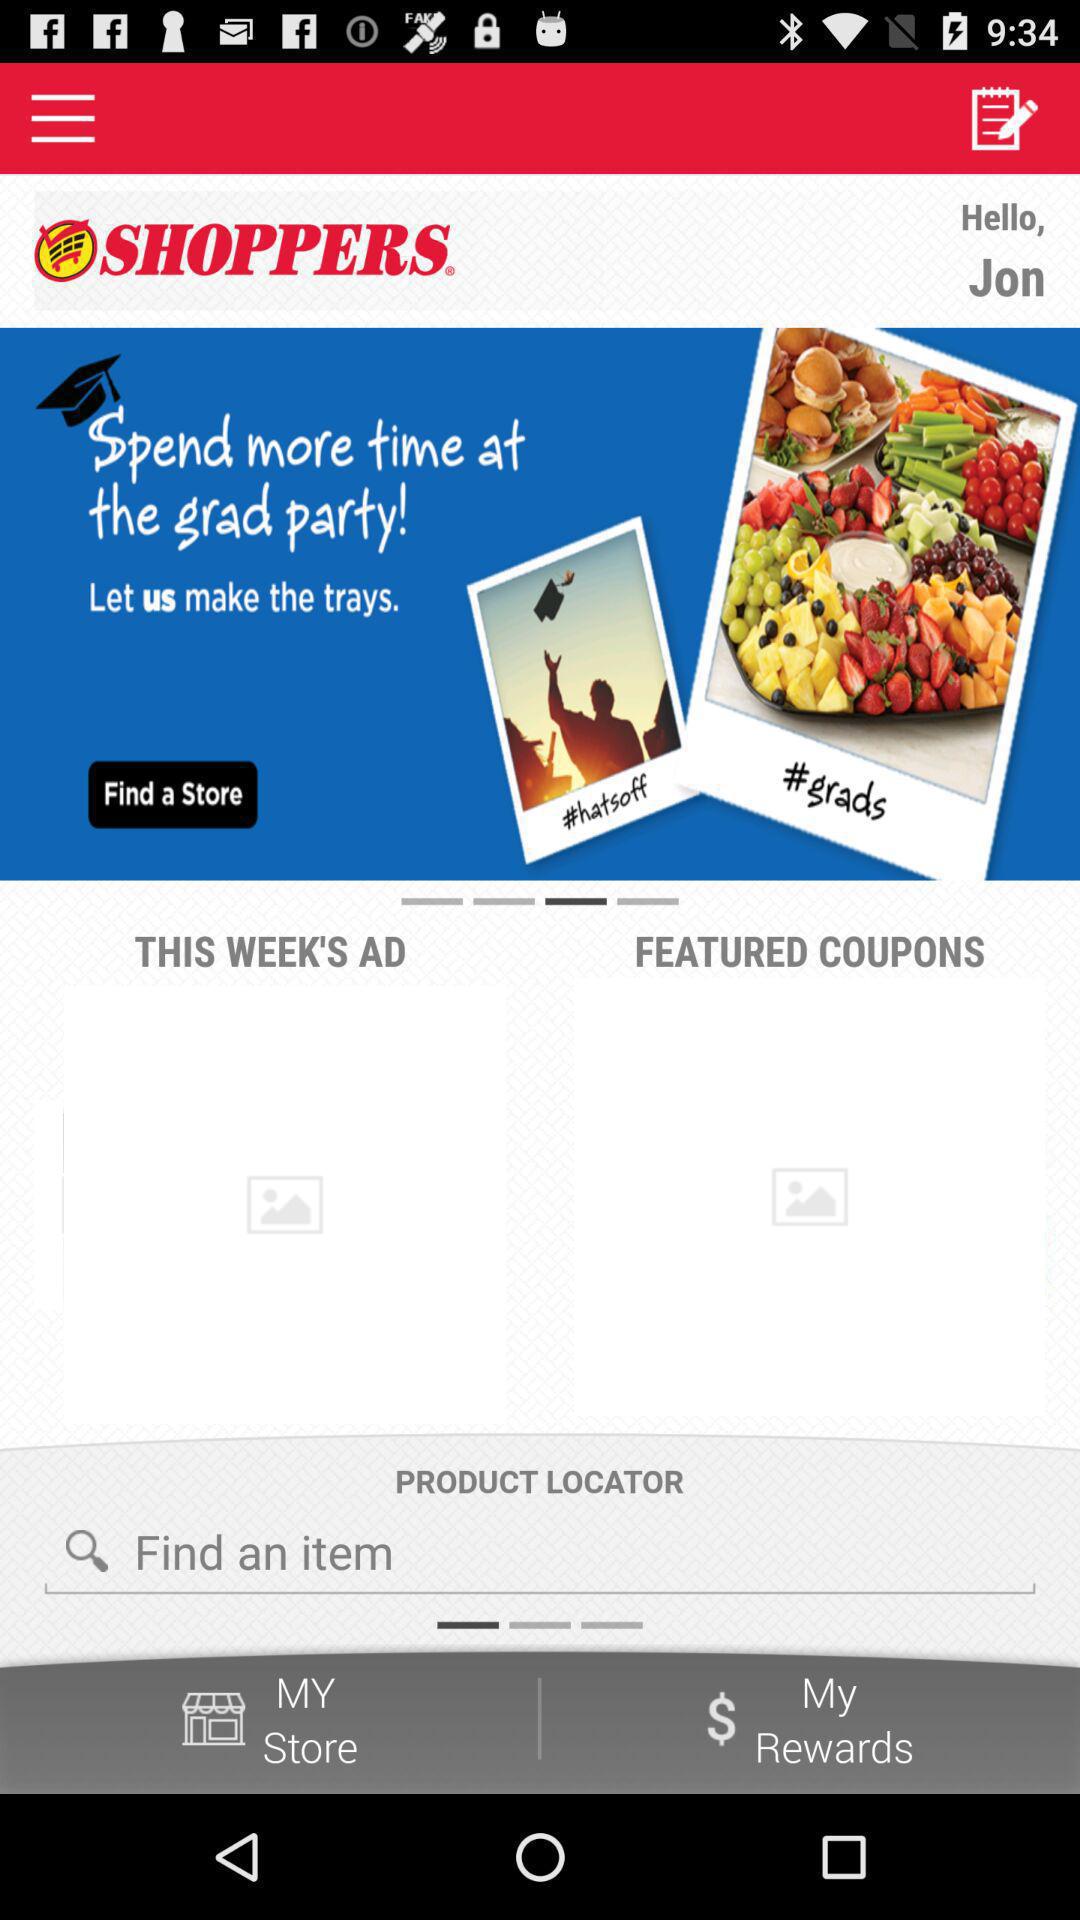 FAKE
9:34
SHOPPERS®
Hello,
Jon
Spend more time at
the grad party!
Let us make the trays.
#hatsoff
#grads
Find a Store
THIS WEEK'S AD
FEATURED COUPONS
PRODUCT LOCATOR
Find an item
MY
Store
$ My
Rewards